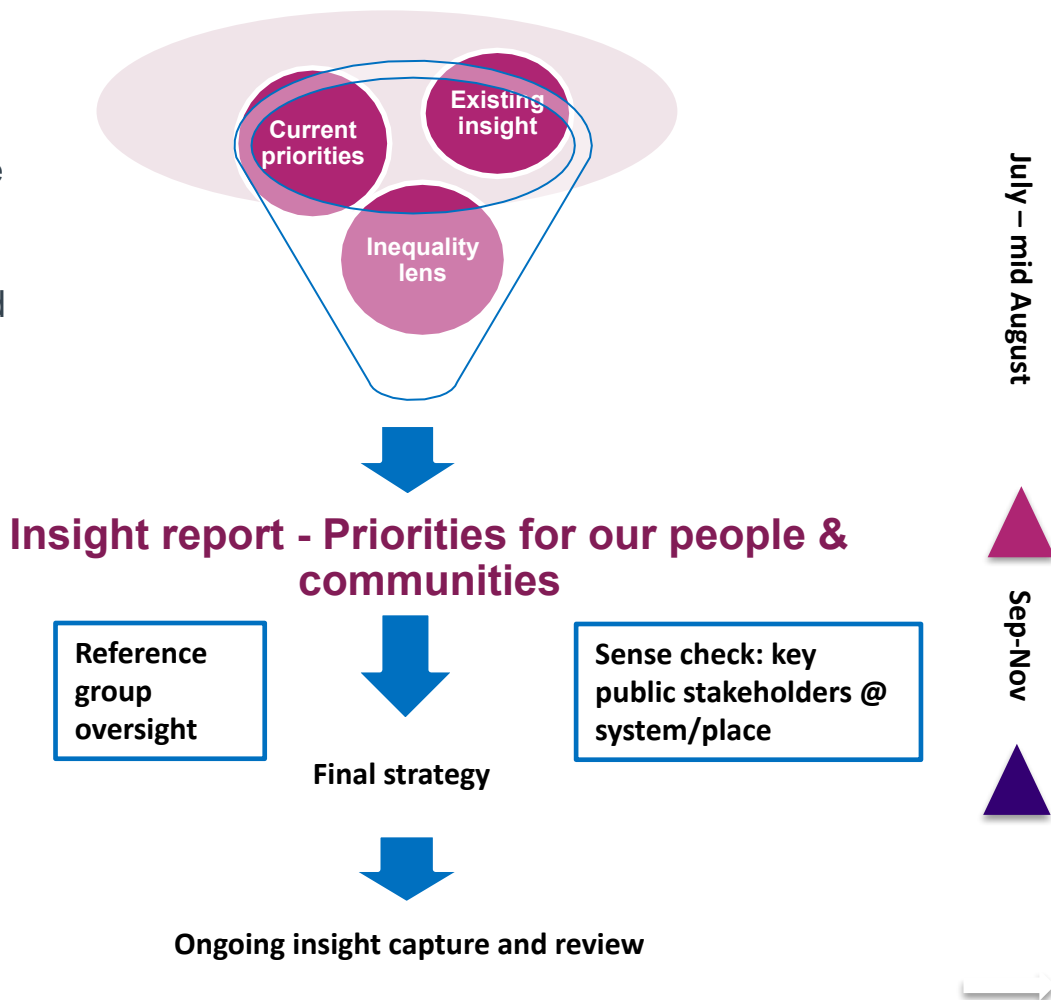 Existing
insight
Current
priorities
Inequality
lens
July – mid August
Insight report - Priorities for our people &
communities
Reference
group
oversight
Sense check: key
public stakeholders @
system/place
Sep-Nov
Final strategy
Ongoing insight capture and review